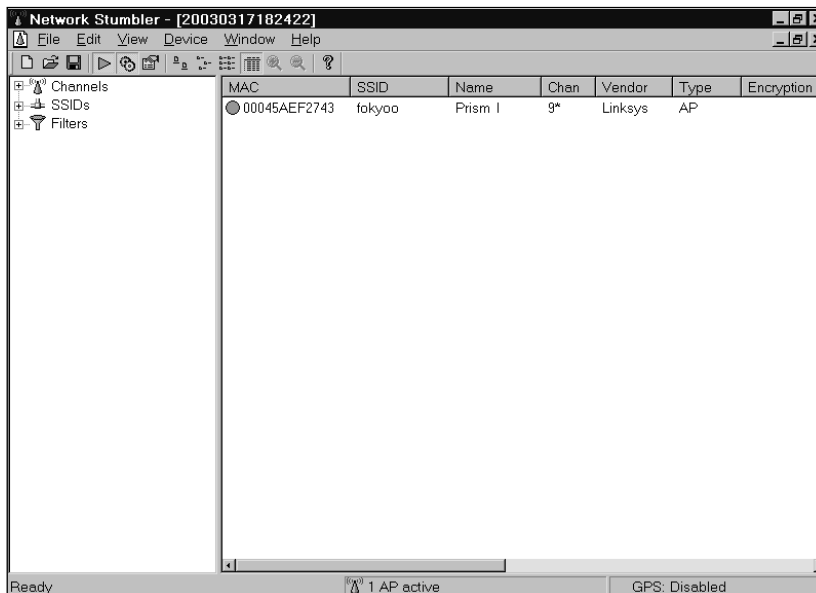 Network Stumbler - [20030317182422]
File Edit View Device Window Help
Channels
SSIDs
Filters
MAC SSID Name Chan Vendor Type Encryption
00045AEF2743 fokyoo Prism I 9* Linksys AP
Ready 1 AP active GPS: Disabled